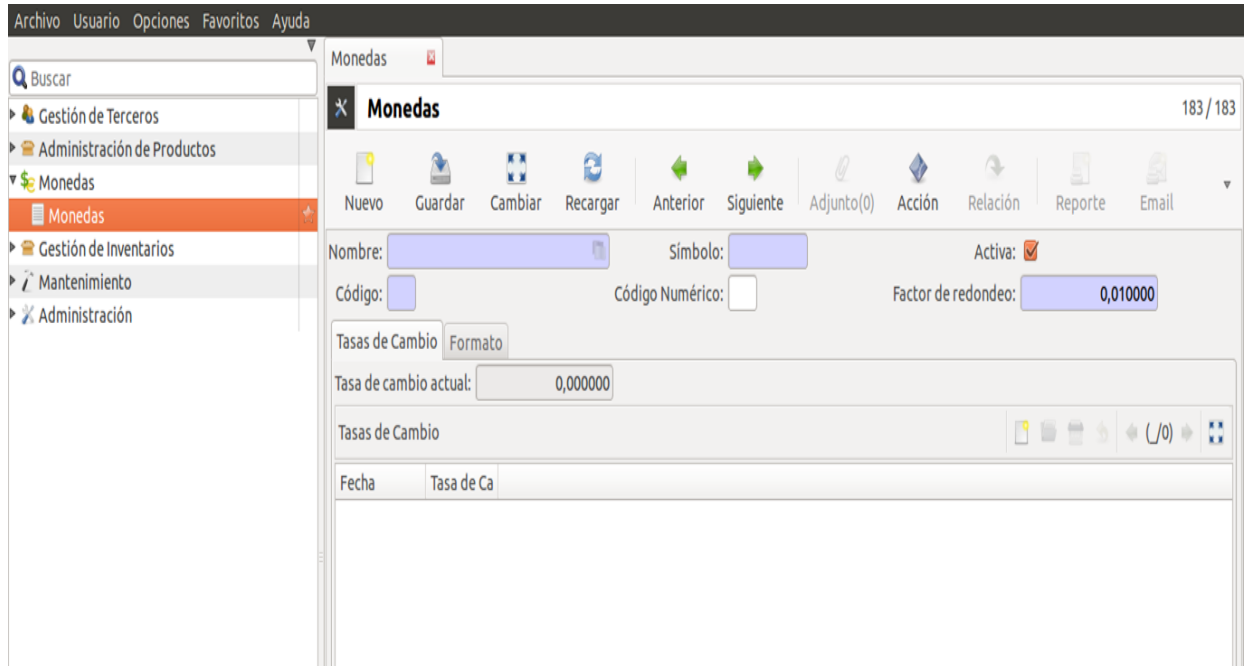 Archivo Usuario Opciones Favoritos Ayuda
Buscar
Gestión de Terceros
Administración de Productos
Monedas
Monedas
Gestión de Inventarios
Mantenimiento
Administración
Monedas
Monedas 183 / 183
Nuevo Guardar Cambiar Recargar Anterior Siguiente Adjunto(0) Acción Relación Reporte Email
Nombre: Símbolo: Activa:
Código: Código Numérico: Factor de redondeo: 0,010000
Tasas de Cambio Formato
Tasa de cambio actual: 0,000000
Tasas de Cambio (_/0)
Fecha Tasa de Ca